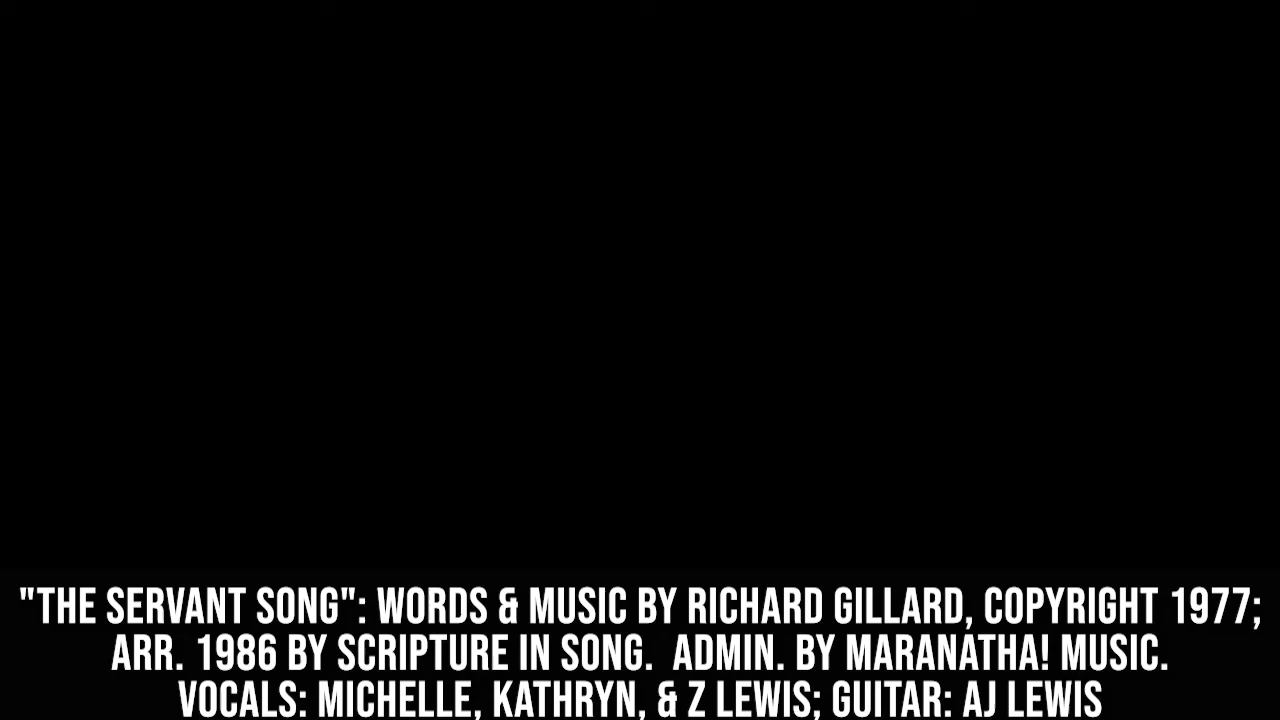 "THE SERVANT SONG": WORDS & MUSIC BY RICHARD GILLARD, COPYRIGHT 1977;
ARR. 1986 BY SCRIPTURE IN SONG.  ADMIN. BY MARANATHA! MUSIC.
VOCALS: MICHELLE, KATHRYN, & Z LEWIS; GUITAR: AJ LEWIS